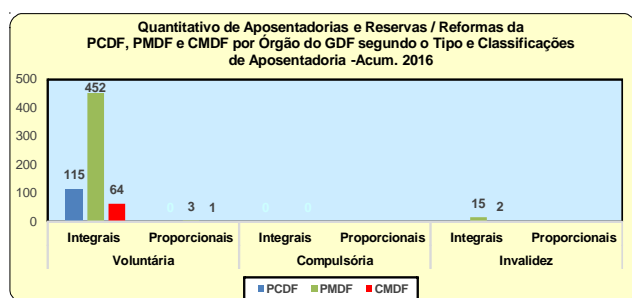 Quantitativo de Aposentadorias e Reservas / Reformas da
PCDF, PMDF e CMDF por Órgão do GDF segundo o Tipo e Classificações
de Aposentadoria -Acum. 2016
500
400
300
200
100
0
115
452
64
0 3 1
0 0
15 2
Integrais Proporcionais Integrais Proporcionais Integrais Proporcionais
Voluntária Compulsória Invalidez
PCDF PMDF CMDF